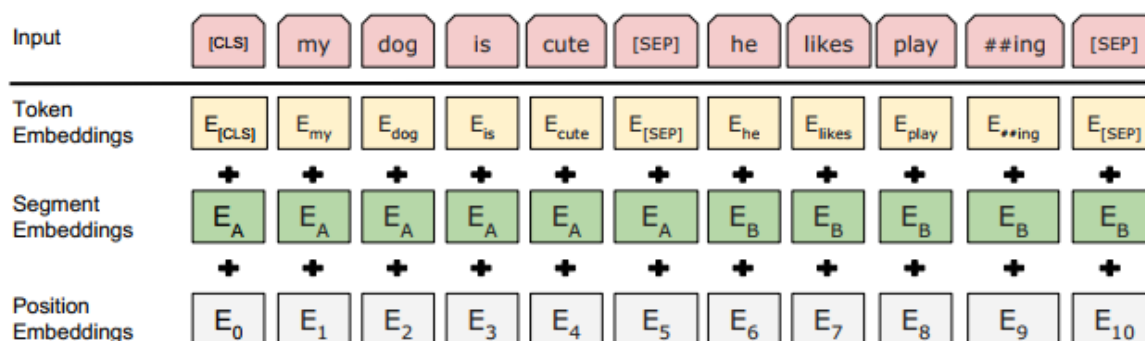 Input [CLS] my dog is cute [SEP] he likes play ##ing [SEP]
Token
Embeddings E[CLS] Emy Edog Eis Ecute E[SEP] Ehe Elikes Eplay E##ing E[SEP]
+ + + + + + + + + + +
Segment
Embeddings EA EA EA EA EA EA EB EB EB EB EB
+ + + + + + + + + + +
Position
Embeddings E0 E1 E2 E3 E4 E5 E6 E7 E8 E9 E10